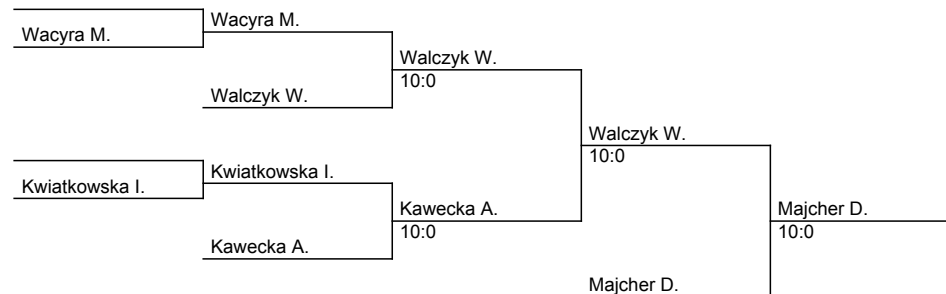 Wacyra M.
Wacyra M.
Walczyk W.
10:0
Walczyk W.
Walczyk W.
10:0
Kwiatkowska I.
Kwiatkowska I.
Kawecka A.
10:0
Majcher D.
10:0
Kawecka A.
Majcher D.